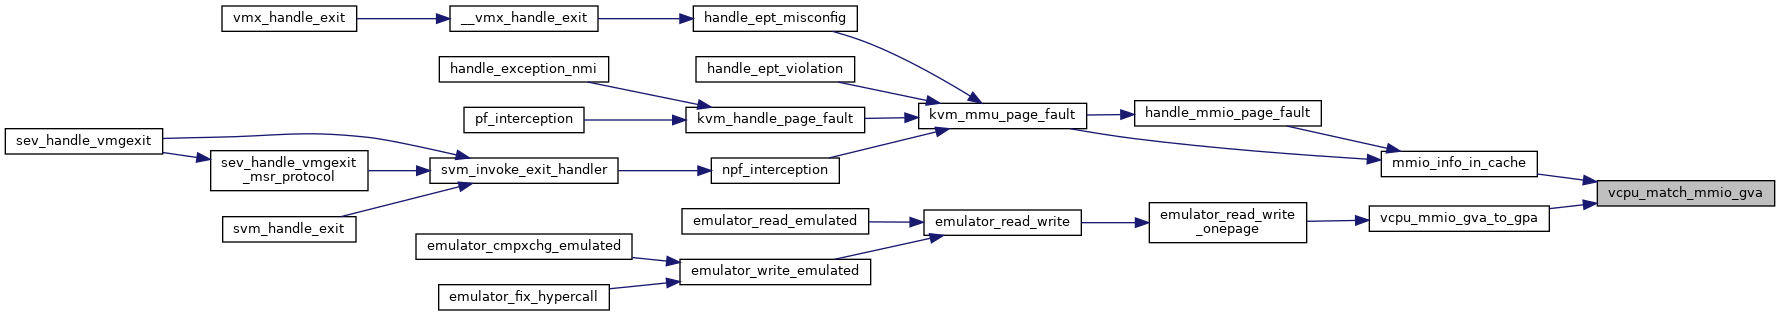 vmx_handle_exit
__vmx_handle_exit
handle_ept_misconfig
handle_exception_nmi
handle_ept_violation
pf_interception
kvm_handle_page_fault
kvm_mmu_page_fault
handle_mmio_page_fault
sev_handle_vmgexit
sev_handle_vmgexit
_msr_protocol
svm_invoke_exit_handler
npf_interception
mmio_info_in_cache
vcpu_match_mmio_gva
svm_handle_exit
emulator_read_emulated
emulator_read_write
emulator_read_write
_onepage
vcpu_mmio_gva_to_gpa
emulator_cmpxchg_emulated
emulator_write_emulated
emulator_fix_hypercall